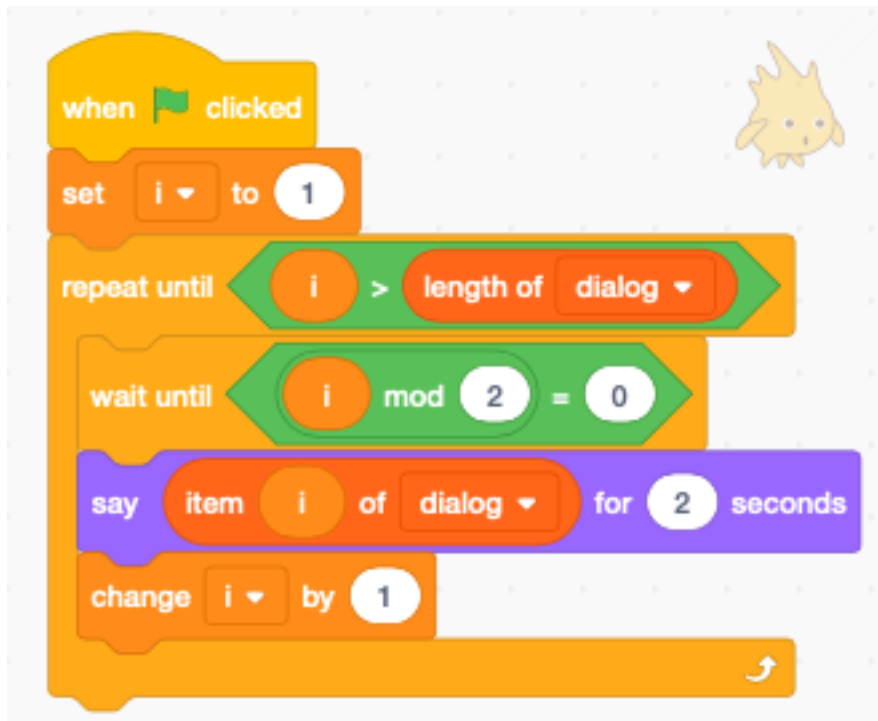 when clicked
set i to 1
repeat until i > length of dialog
wait until i mod 2 = 0
say item i of dialog for 2 seconds
change i by 1